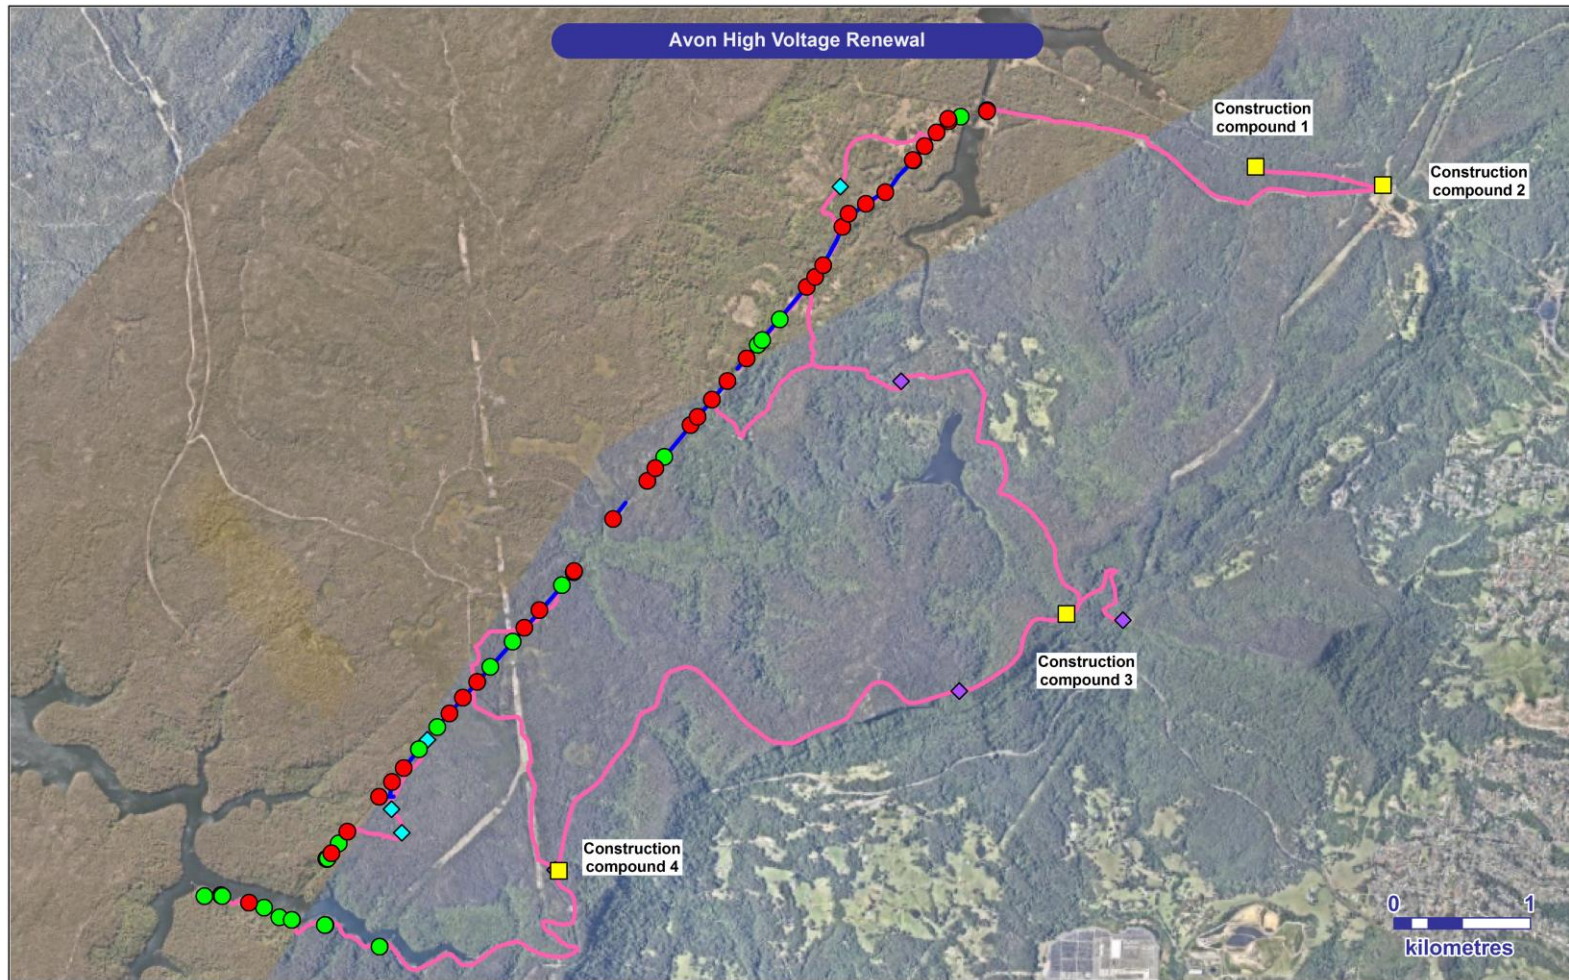 Avon High Voltage Renewal
Construction
compound 1
Construction
compound 2
Construction
compound 3
Construction
compound 4
0 1
kilometres